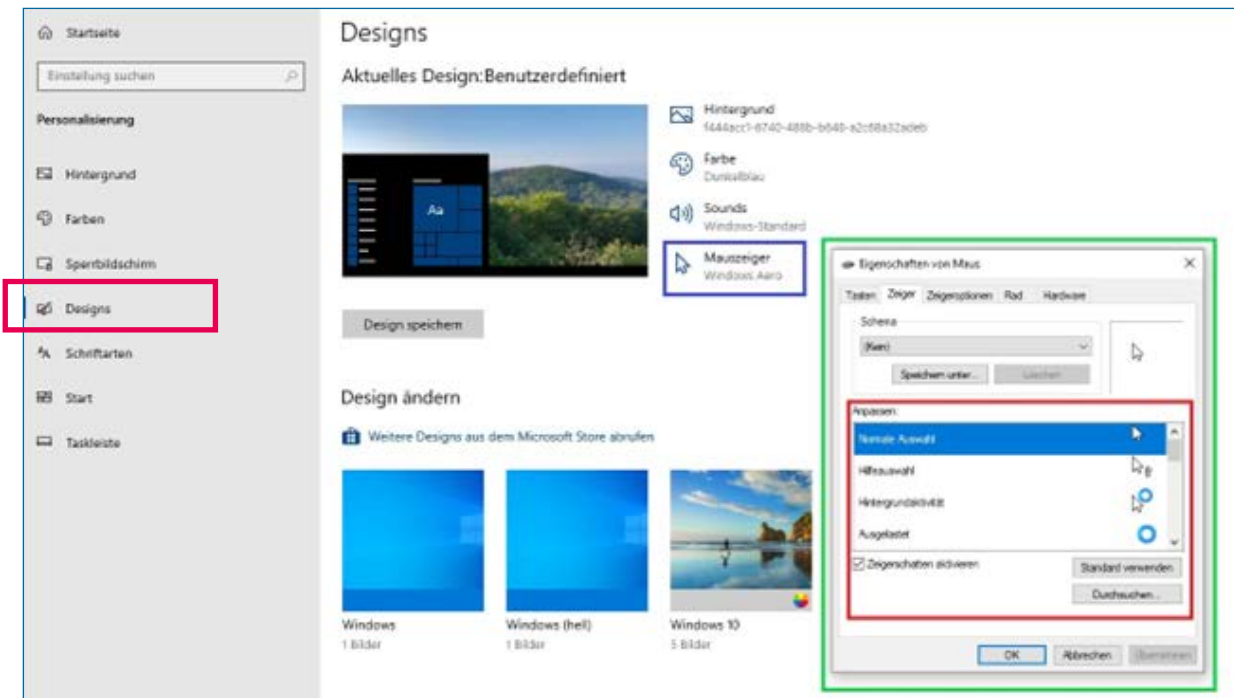 Startseite
Einstellung suchen
Personalisierung
Hintergrund
Farben
Sperrbildschirm
Designs
Schriftarten
Start
Taskleiste
Designs
Aktuelles Design:Benutzerdefiniert
Aa
Hintergrund
Farbe
Dunkelblau
Sounds
Windows-Standard
Mauszeiger
Windows Aero
Design speichern
Design ändern
Weitere Designs aus dem Microsoft Store abrufen
Windows
1 Bilder
Windows (hell)
1 Bilder
Windows 10
5 Bilder
Eigenschaften von Maus
Tasten Zeiger Zeigeroptionen Rad Hardware
Schema
(Kein)
Speichern unter... Löschen
Anpassen:
Normale Auswahl
Hilfeauswahl
Hintergrundaktivität
Ausgelastet
Zeigerschatten aktivieren
Standard verwenden
Durchsuchen...
OK Abbrechen Übernehmen